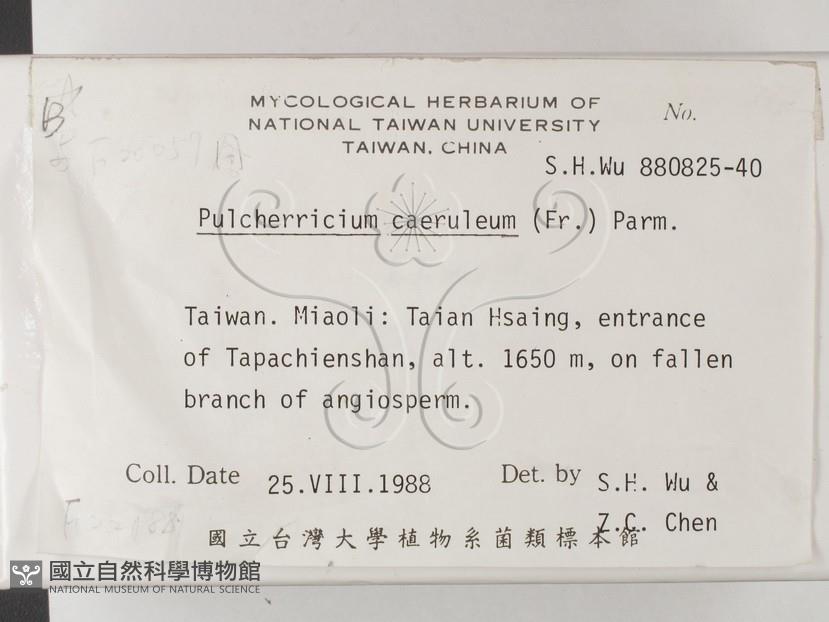 B
MYCOLOGICAL HERBARIUM OF
NATIONAL TAIWAN UNIVERSITY
TAIWAN, CHINA
No.
S.H.Wu 880825-40
Pulcherricium caeruleum (Fr.) Parm.
Taiwan. Miaoli: Taian Hsaing, entrance
of Tapachienshan, alt. 1650 m, on fallen
branch of angiosperm.
Coll. Date 25.VIII.1988
Det. by S.H. Wu &
Z.C. Chen
國立台灣大學植物系菌類標本館
國立自然科學博物館
NATIONAL MUSEUM OF NATURAL SCIENCE